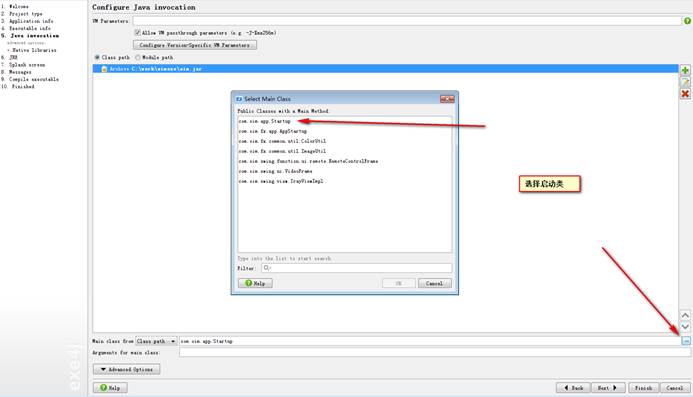 1. Welcome
2. Project type
3. Application info
4. Executable info
5. Java invocation
Advanced options:
• Native libraries
6. JRE
7. Splash screen
8. Messages
9. Compile executable
10. Finished
exe4j
Configure Java invocation
VM Parameters:
Allow VM passthrough parameters (e.g. -J-Xmx256m)
Configure Version-Specific VM Parameters
Class path Module path
Archive C:\work\simexe\sim.jar
Select Main Class
Public Classes with a Main Method:
com.sim.app.Startup
com.sim.fx.app.AppStartup
com.sim.fx.common.util.ColorUtil
com.sim.fx.common.util.ImageUtil
com.sim.swing.function.ui.remote.RemoteControlFrame
com.sim.swing.ui.VideoFrame
com.sim.swing.view.TrayViewImpl
Type into the list to start search
Filter:
Help OK Cancel
选择启动类
Main class from Class path com.sim.app.Startup ...
Arguments for main class:
Advanced Options
Help Back Next Finish Cancel